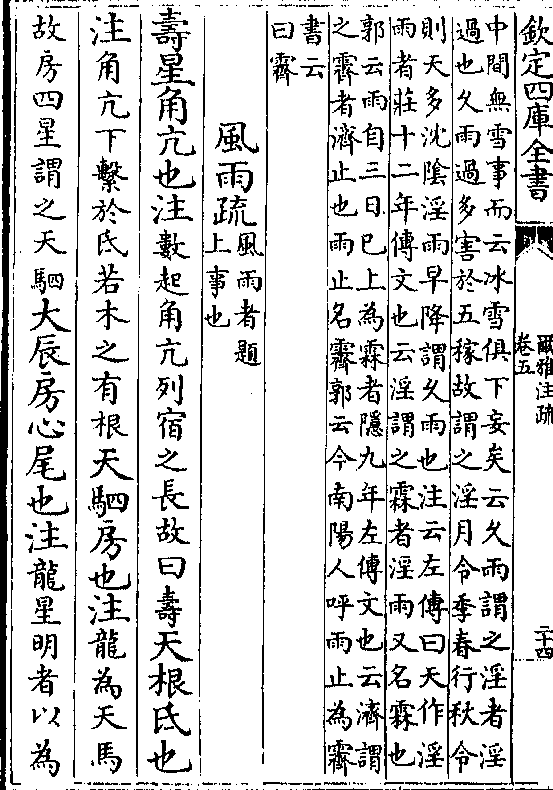 欽定四庫全書
爾雅注疏
卷五
二十四
中間無雪事而云冰雪俱下妄矣云久雨謂之淫者淫
過也久雨過多害於五稼故謂之淫月令季春行秋令
則天多沈陰淫雨早降謂久雨也注云左傳曰天作淫
雨者莊十二年傳文也云淫謂之霖者淫雨又名霖也
郭云雨自三日已上為霖者隱九年左傳文也云濟謂
之霽者濟止也雨止名霽郭云今南陽人呼雨止為霽
書云
曰霽
風雨疏風雨者題
上事也
壽星角亢也注數起角亢列宿之長故曰壽天根氐也
注角亢下繫於氐若木之有根天駟房也注龍為天馬
故房四星謂之天駟大辰房心尾也注龍星明者以為